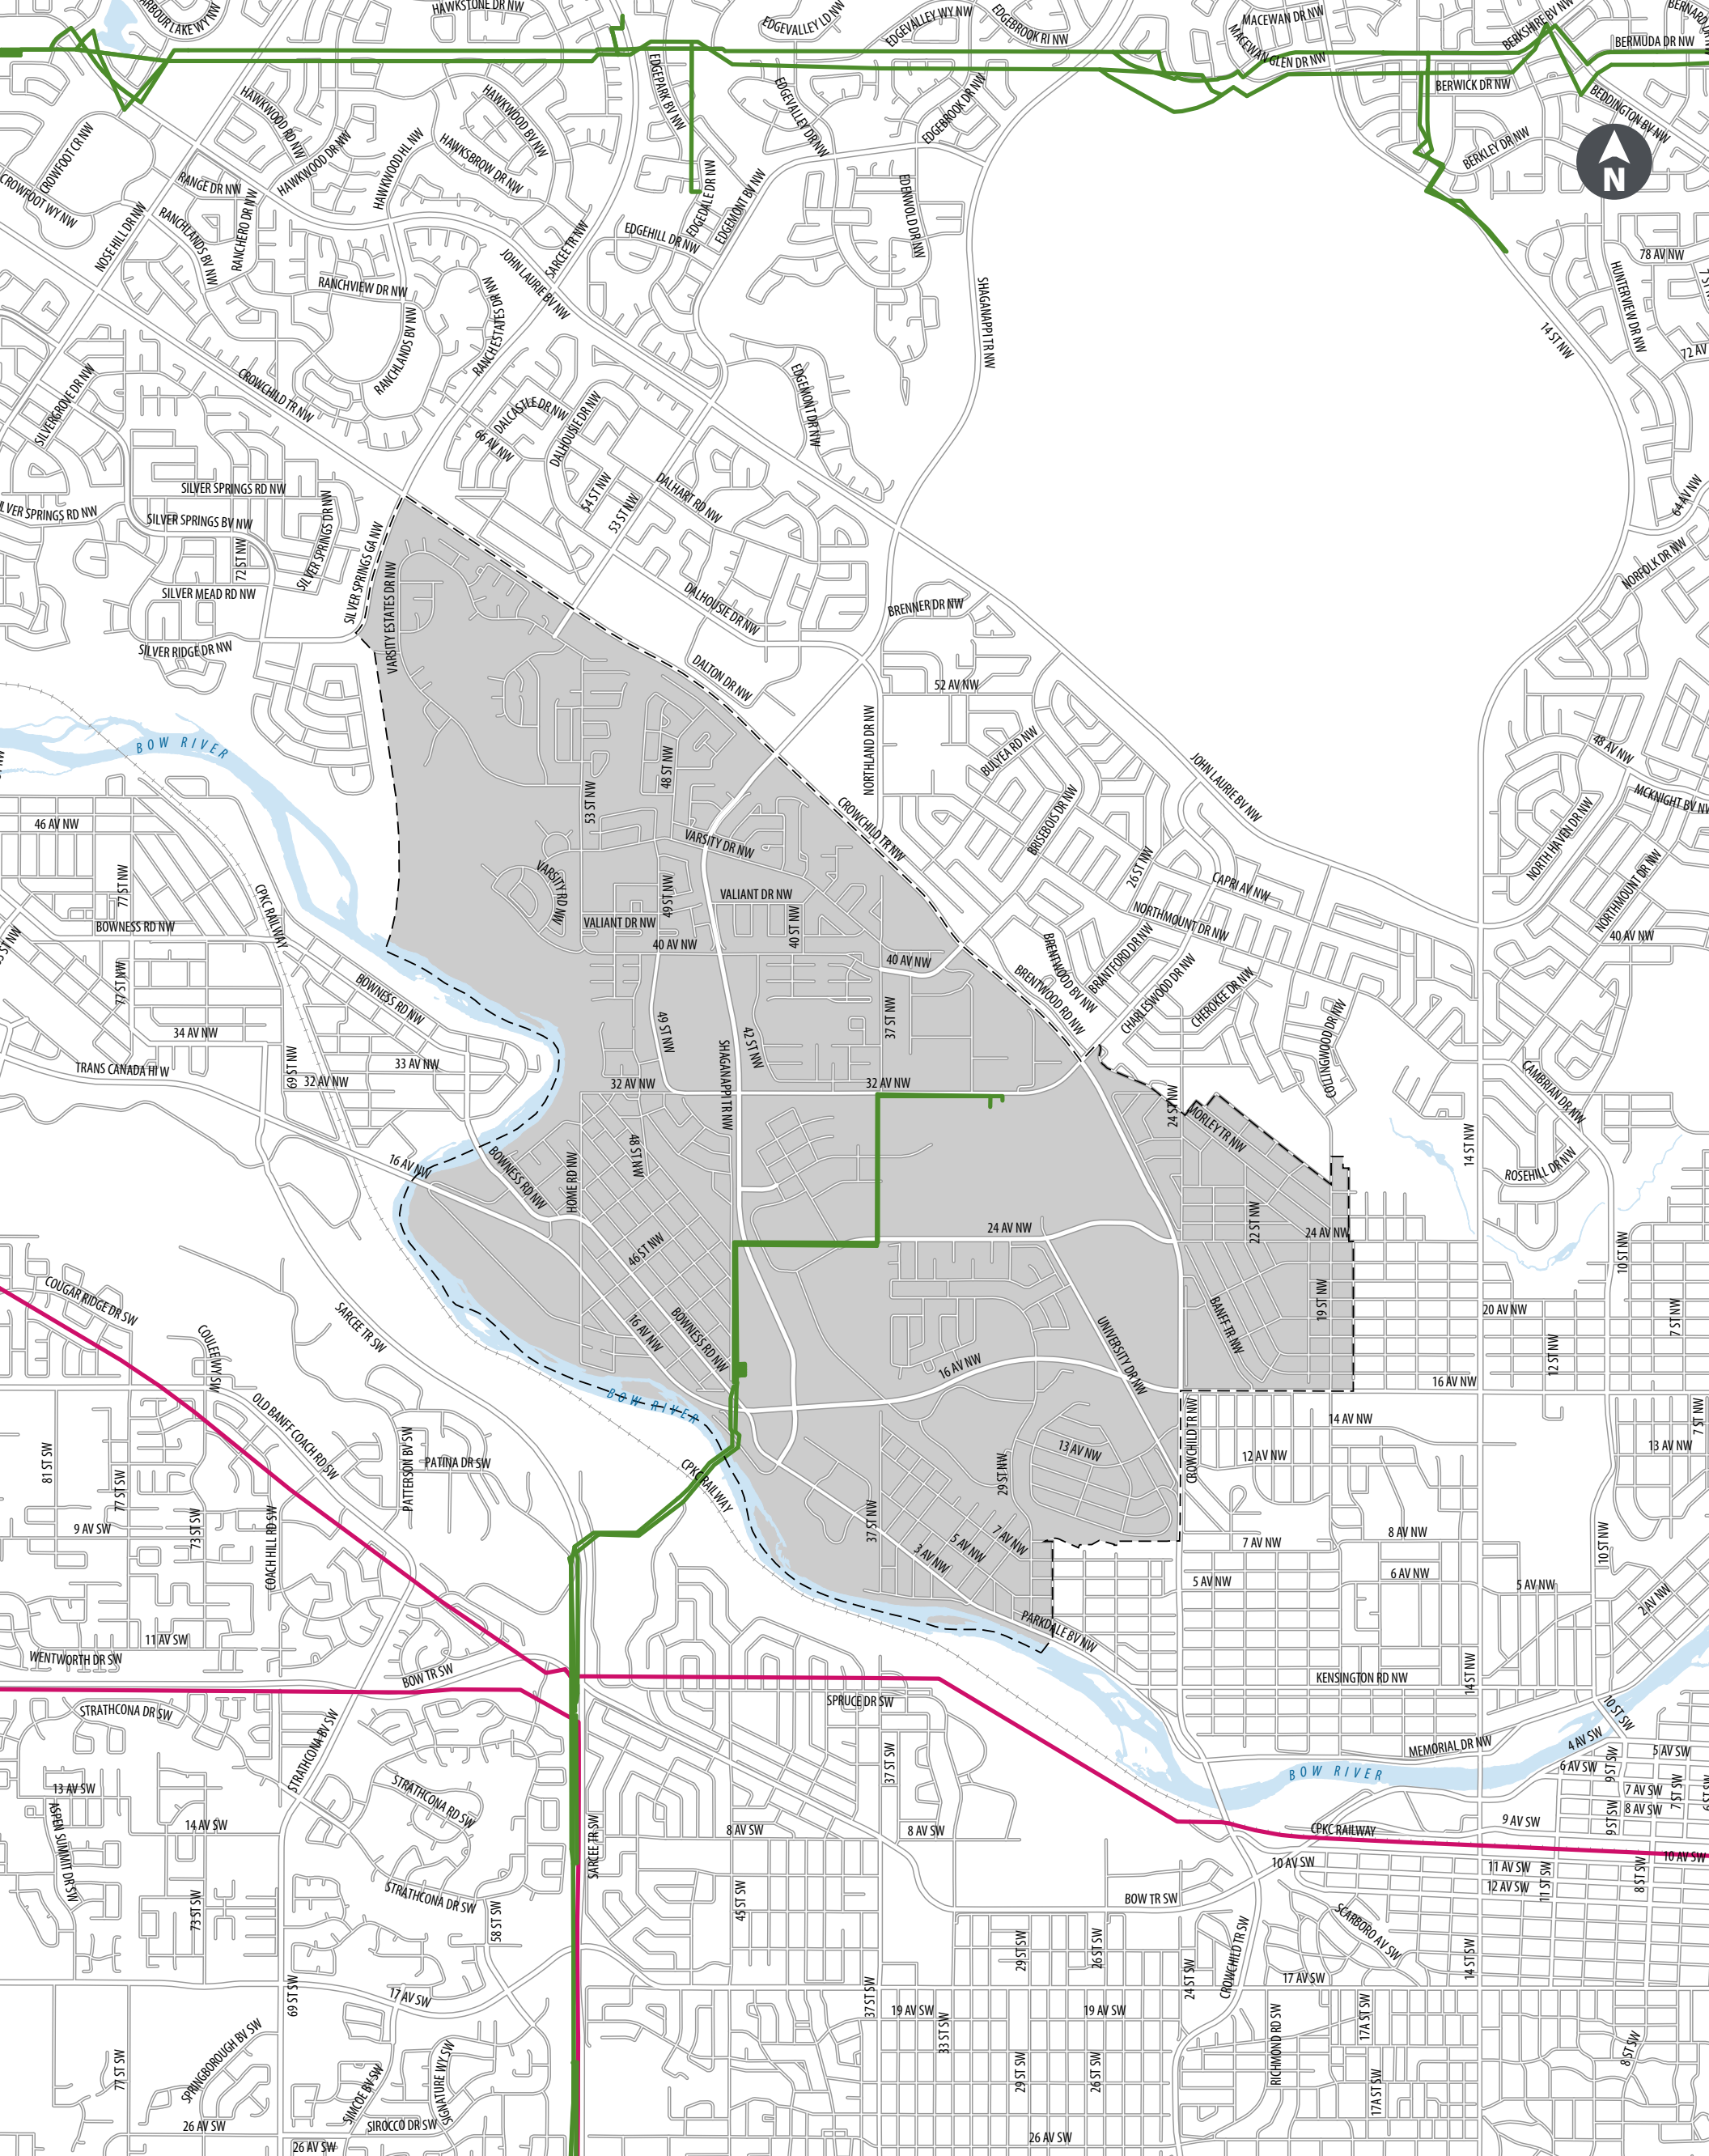 HAWKSTONE DR NW
EDGEVALLEY LD NW
EDGEVALLEY WY NW
EDGEBROOK RI NW
MACEWAN DR NW
MACEWAN GLEN DR NW
BERKSHIRE BV NW
BERMUDA DR NW
BERWICK DR NW
BEDDINGTON BV NW
BERKLEY DR NW
N
HAWKWOOD RD NW
HAWKWOOD DR NW
HAWKWOOD HL NW
HAWKWOOD BV NW
HAWKSBROW DR NW
EDGEPARK BV NW
EDGEVALLEY DR NW
EDGEBROOK DR NW
CROWFOOT CR NW
CROWFOOT WY NW
RANGE DR NW
RANCHERO DR NW
RANCHLANDS BV NW
NOSE HILL DR NW
EDGEDALE DR NW
EDGEMONT BV NW
EDGEHILL DR NW
EDENWOLD DR NW
SARCEE TR NW
JOHN LAURIE BV NW
RANCHVIEW DR NW
RANCH ESTATES DR NW
RANCHLANDS BV NW
SHAGANAPPI TR NW
78 AV NW
HUNTERVIEW DR NW
14 ST NW
72 AV
SILVERGROVE DR NW
CROWCHILD TR NW
DALCASTLE DR NW
DALHOUSIE DR NW
66 AV NW
54 ST NW
53 ST NW
DALHART RD NW
EDGEMONT DR NW
64 AV NW
NORFOLK DR NW
SILVER SPRINGS RD NW
SILVER SPRINGS BV NW
SILVER SPRINGS DR NW
SILVER SPRINGS GA NW
72 ST NW
SILVER MEAD RD NW
SILVER RIDGE DR NW
VARSITY ESTATES DR NW
DALHOUSIE DR NW
DALTON DR NW
BRENNER DR NW
52 AV NW
NORTHLAND DR NW
BULYEA RD NW
BRISEBOIS DR NW
JOHN LAURIE BV NW
48 AV NW
MCKNIGHT BV NW
BOW RIVER
46 AV NW
77 ST NW
BOWNESS RD NW
CPKC RAILWAY
53 ST NW
48 ST NW
VARSITY DR NW
VARSITY RD NW
VALIANT DR NW
VALIANT DR NW
49 ST NW
40 ST NW
40 AV NW
40 AV NW
CROWCHILD TR NW
26 ST NW
CAPRI AV NW
NORTHMOUNT DR NW
NORTH HAVEN DR NW
NORTHMOUNT DR NW
40 AV NW
BRENTWOOD BV NW
BRANTFORD DR NW
BRENTWOOD RD NW
CHARLESWOOD DR NW
CHEROKEE DR NW
COLLINGWOOD DR NW
CAMBRIAN DR NW
ROSEHILL DR NW
77 ST NW
BOWNESS RD NW
34 AV NW
33 AV NW
32 AV NW
69 ST NW
TRANS CANADA HI W
49 ST NW
42 ST NW
37 ST NW
32 AV NW
32 AV NW
SHAGANAPPI TR NW
24 ST NW
MORLEY TR NW
14 ST NW
16 AV NW
BOWNESS RD NW
HOME RD NW
48 ST NW
46 ST NW
24 AV NW
22 ST NW
24 AV NW
10 ST NW
BANFF TR NW
19 ST NW
20 AV NW
7 ST NW
12 ST NW
UNIVERSITY DR NW
16 AV NW
BOWNESS RD NW
16 AV NW
16 AV NW
COUGAR RIDGE DR SW
COULEE WY SW
SARCEE TR SW
OLD BANFF COACH RD SW
BOW RIVER
CPKC RAILWAY
14 AV NW
12 AV NW
13 AV NW
13 AV NW
7 ST NW
CROWCHILD TR NW
29 ST NW
37 ST NW
7 AV NW
5 AV NW
3 AV NW
PARKDALE BV NW
7 AV NW
8 AV NW
6 AV NW
5 AV NW
5 AV NW
2 AV NW
10 ST NW
14 ST NW
KENSINGTON RD NW
81 ST SW
77 ST SW
73 ST SW
9 AV SW
PATTERSON BV SW
PATINA DR SW
COACH HILL RD SW
11 AV SW
WENTWORTH DR SW
BOW TR SW
STRATHCONA DR SW
STRATHCONA BV SW
SPRUCE DR SW
37 ST SW
MEMORIAL DR NW
BOW RIVER
10 ST SW
4 AV SW
5 AV SW
6 AV SW
9 ST SW
7 AV SW
7 ST SW
8 AV SW
9 ST SW
9 AV SW
CPKC RAILWAY
10 AV SW
10 AV SW
11 AV SW
12 AV SW
11 ST SW
8 ST SW
13 AV SW
ASPEN SUMMIT DR SW
14 AV SW
73 ST SW
STRATHCONA RD SW
STRATHCONA DR SW
58 ST SW
SARCEE TR SW
8 AV SW
8 AV SW
45 ST SW
BOW TR SW
29 ST SW
26 ST SW
24 ST SW
CROWCHILD TR SW
SCARBORO AV SW
14 ST SW
17 AV SW
69 ST SW
17 AV SW
37 ST SW
19 AV SW
33 ST SW
19 AV SW
29 ST SW
26 ST SW
RICHMOND RD SW
17A ST SW
17A ST SW
8 ST SW
77 ST SW
SPRINGBOROUGH BV SW
SIMCOE BV SW
SIGNATURE WY SW
SIROCCO DR SW
26 AV SW
26 AV SW
26 AV SW